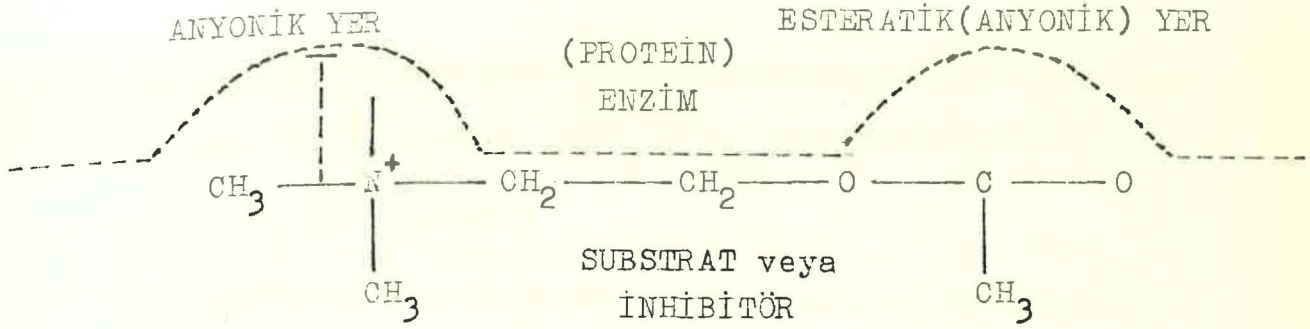 ANYONİK YER
ESTERATİK(ANYONİK) YER
(PROTEİN)
ENZİM
CH3 N+ CH2 CH2 O C O
SUBSTRAT veya
İNHİBİTÖR
CH3
CH3